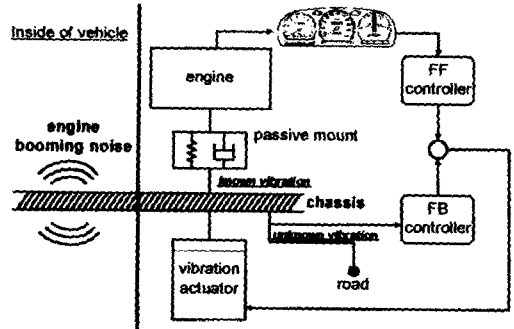 Inside of vehicle
engine
FF
controller
engine
booming noise
passive mount
known vibration
chassis
FB
controller
unknown vibration
vibration
actuator
road